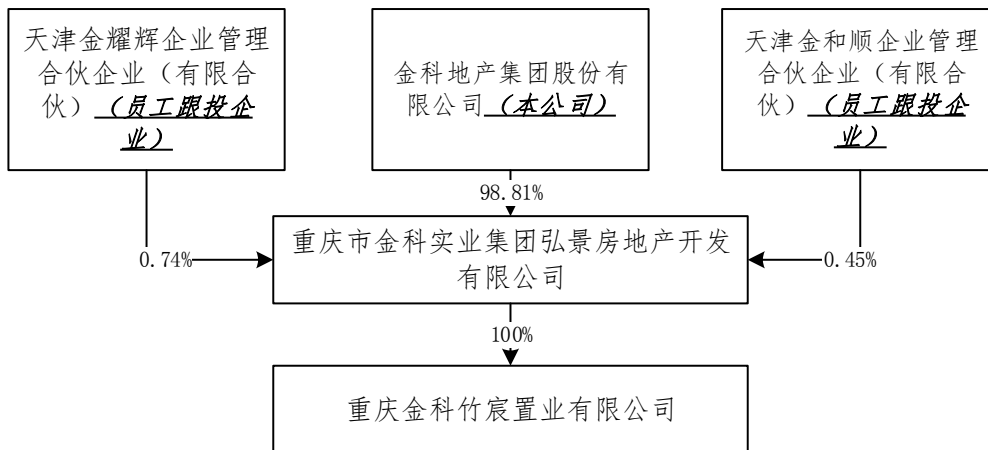 天津金耀辉企业管理
合伙企业（有限合
伙）（员工跟投企
业）
金科地产集团股份有
限公司（本公司）
天津金和顺企业管理
合伙企业（有限合
伙）（员工跟投企
业）
98.81%
0.74%
重庆市金科实业集团弘景房地产开发
有限公司
0.45%
100%
重庆金科竹宸置业有限公司